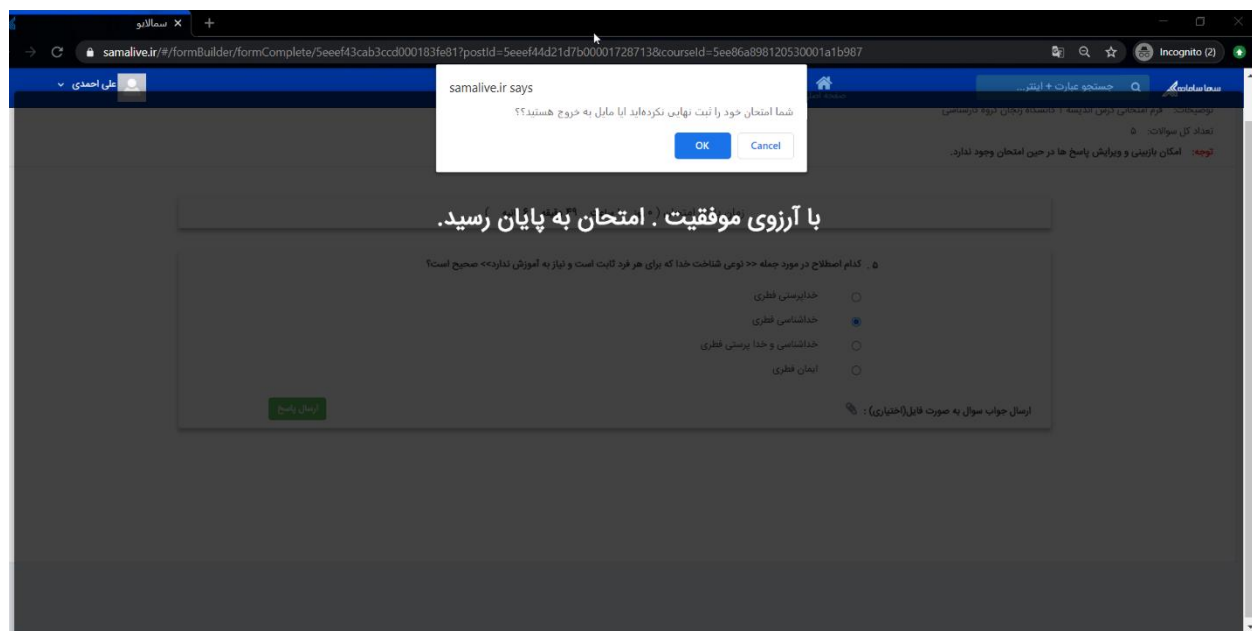 سمالایو
samalive.ir/#/formBuilder/formComplete/5eeef43cab3ccd000183fe81?postId=5eeef44d21d7b00001728713&courseId=5ee86a898120530001a1b987
Incognito (2)
علی احمدی
جستجو عبارت + اینتر...
samalive.ir says
شما امتحان خود را ثبت نهایی نکرده‌اید ایا مایل به خروج هستید؟؟
OK
Cancel
تعداد کل سوالات: ۵
توجه: امکان بازبینی و ویرایش پاسخ ها در حین امتحان وجود ندارد.
با آرزوی موفقیت . امتحان به پایان رسید.
۵ . کدام اصطلاح در مورد جمله << نوعی شناخت خدا که برای هر فرد ثابت است و نیاز به آموزش ندارد>> صحیح است؟
خداپرستی فطری
خداشناسی فطری
خداشناسی و خدا پرستی فطری
ایمان فطری
ارسال جواب سوال به صورت فایل(اختیاری) :
ارسال پاسخ